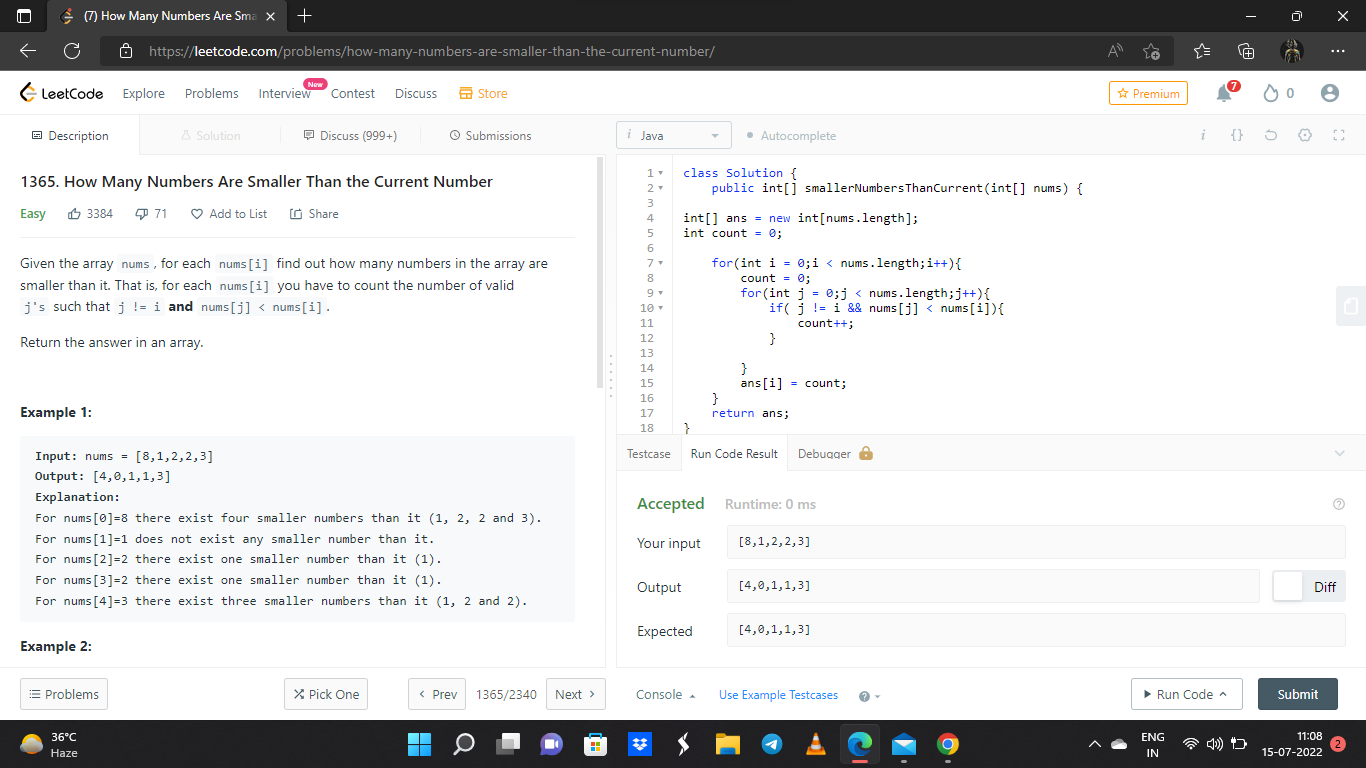 (7) How Many Numbers Are Sma
https://leetcode.com/problems/how-many-numbers-are-smaller-than-the-current-number/
LeetCode Explore Problems Interview New Contest Discuss Store
Premium 7 0
Description Solution Discuss (999+) Submissions
1365. How Many Numbers Are Smaller Than the Current Number
Easy 3384 71 Add to List Share
Given the array nums, for each nums[i] find out how many numbers in the array are
smaller than it. That is, for each nums[i] you have to count the number of valid
j's such that j != i and nums[j] < nums[i].
Return the answer in an array.
Example 1:
Input: nums = [8,1,2,2,3]
Output: [4,0,1,1,3]
Explanation:
For nums[0]=8 there exist four smaller numbers than it (1, 2, 2 and 3).
For nums[1]=1 does not exist any smaller number than it.
For nums[2]=2 there exist one smaller number than it (1).
For nums[3]=2 there exist one smaller number than it (1).
For nums[4]=3 there exist three smaller numbers than it (1, 2 and 2).
Example 2:
Problems Pick One Prev 1365/2340 Next
i Java Autocomplete i {}
1 class Solution {
2 public int[] smallerNumbersThanCurrent(int[] nums) {
3
4 int[] ans = new int[nums.length];
5 int count = 0;
6
7 for(int i = 0;i < nums.length;i++){
8 count = 0;
9 for(int j = 0;j < nums.length;j++){
10 if( j != i && nums[j] < nums[i]){
11 count++;
12 }
13
14 }
15 ans[i] = count;
16 }
17 return ans;
18 }
Testcase Run Code Result Debugger
Accepted Runtime: 0 ms
Your input [8,1,2,2,3]
Output [4,0,1,1,3] Diff
Expected [4,0,1,1,3]
Console Use Example Testcases Run Code Submit
36°C
Haze
ENG
IN
11:08
15-07-2022
2